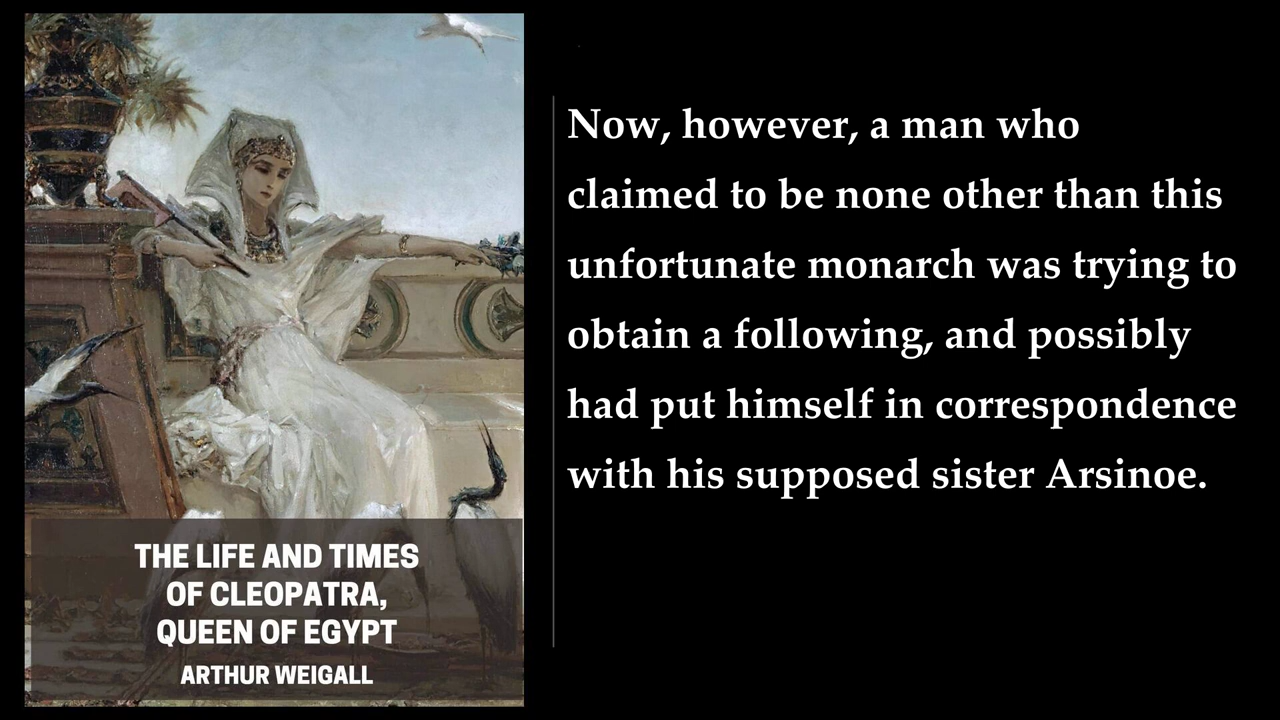 THE LIFE AND TIMES
OF CLEOPATRA,
QUEEN OF EGYPT
ARTHUR WEIGALL
Now, however, a man who
claimed to be none other than this
unfortunate monarch was trying to
obtain a following, and possibly
had put himself in correspondence
with his supposed sister Arsinoe.